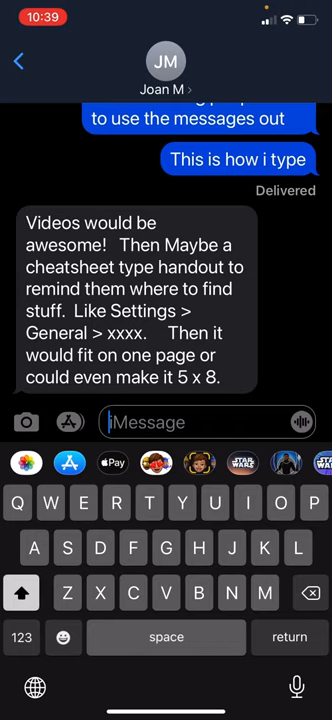 10:39
JM
Joan M >
to use the messages out
This is how i type
Delivered
Videos would be
awesome! Then Maybe a
cheatsheet type handout to
remind them where to find
stuff. Like Settings >
General > xxxx. Then it
would fit on one page or
could even make it 5 x 8.
iMessage
Pay
STAR WARS
Q W E R T Y U I O P
A S D F G H J K L
Z X C V B N M
123 space return